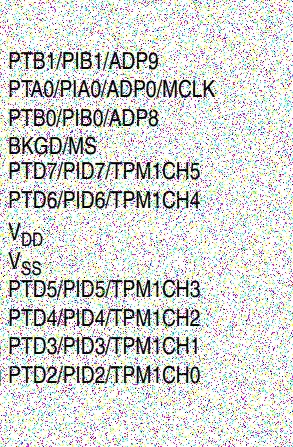 PTB1/PIB1/ADP9
PTA0/PIA0/ADP0/MCLK
PTB0/PIB0/ADP8
BKGD/MS
PTD7/PID7/TPM1CH5
PTD6/PID6/TPM1CH4
VDD
VSS
PTD5/PID5/TPM1CH3
PTD4/PID4/TPM1CH2
PTD3/PID3/TPM1CH1
PTD2/PID2/TPM1CH0